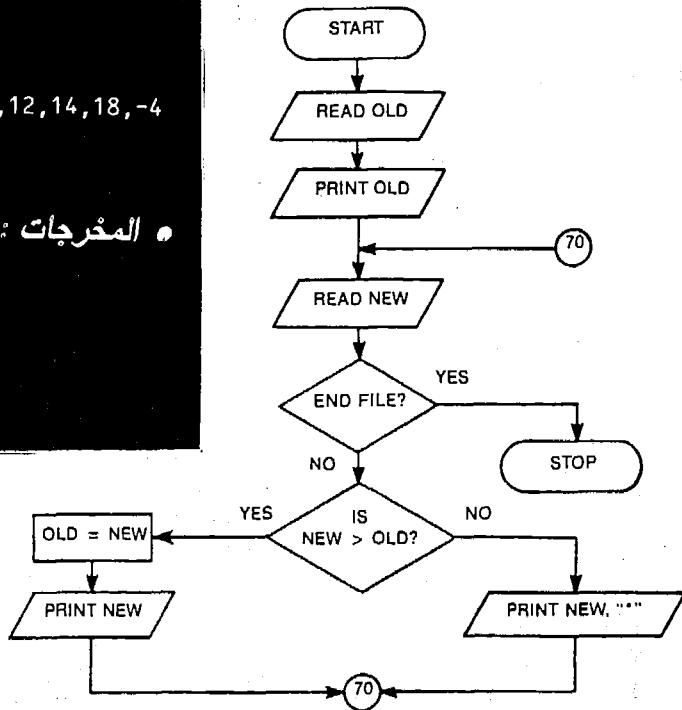 ,12,14,18,-4
• المخرجات :
START
READ OLD
PRINT OLD
70
READ NEW
END FILE?
YES
STOP
NO
IS
NEW > OLD?
YES
NO
OLD = NEW
PRINT NEW
PRINT NEW, "*"
70